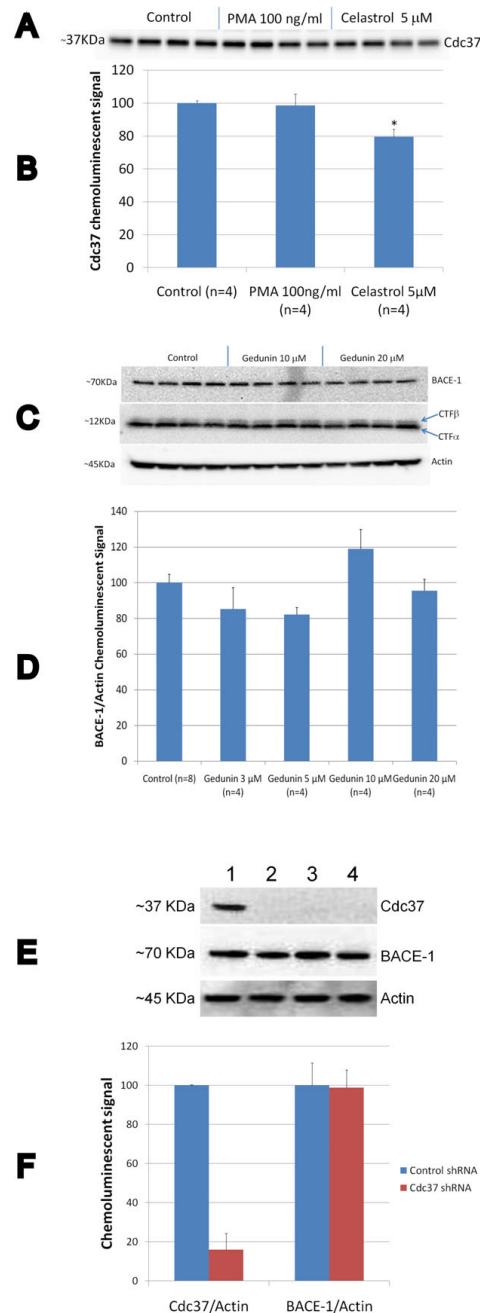 A
Control
PMA 100 ng/ml
Celastrol 5 µM
~37KDa
Cdc37
B
Cdc37 chemoluminescent signal
120
100
80
60
40
20
0
*
Control (n=4)
PMA 100ng/ml
(n=4)
Celastrol 5µM
(n=4)
C
Control
Gedunin 10 µM
Gedunin 20 µM
~70KDa
BACE-1
~12KDa
CTFβ
CTFα
~45KDa
Actin
D
BACE-1/Actin Chemoluminescent Signal
140
120
100
80
60
40
20
0
Control (n=8)
Gedunin 3 µM
(n=4)
Gedunin 5 µM
(n=4)
Gedunin 10 µM
(n=4)
Gedunin 20 µM
(n=4)
E
1 2 3 4
~37 KDa
Cdc37
~70 KDa
BACE-1
~45 KDa
Actin
F
Chemoluminescent signal
120
100
80
60
40
20
0
Control shRNA
Cdc37 shRNA
Cdc37/Actin
BACE-1/Actin